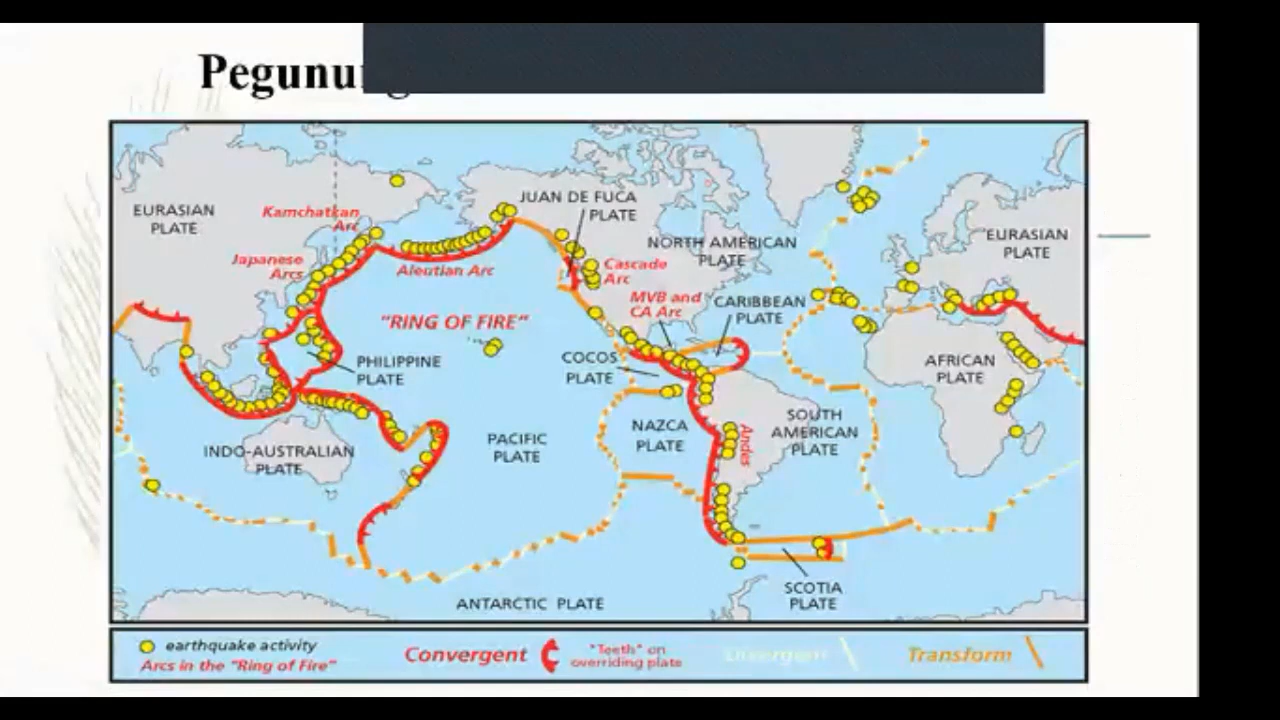 EURASIAN
PLATE
Kamchatkan
Arc
Japanese
Arcs
Aleutian Arc
JUAN DE FUCA
PLATE
NORTH AMERICAN
PLATE
Cascade
Arc
MVB and
CA Arc
CARIBBEAN
PLATE
EURASIAN
PLATE
"RING OF FIRE"
PHILIPPINE
PLATE
COCOS
PLATE
AFRICAN
PLATE
INDO-AUSTRALIAN
PLATE
PACIFIC
PLATE
NAZCA
PLATE
Andes
SOUTH
AMERICAN
PLATE
SCOTIA
PLATE
ANTARCTIC PLATE
earthquake activity
Arcs in the "Ring of Fire"
Convergent
"Teeth" on
overriding plate
Divergent
Transform